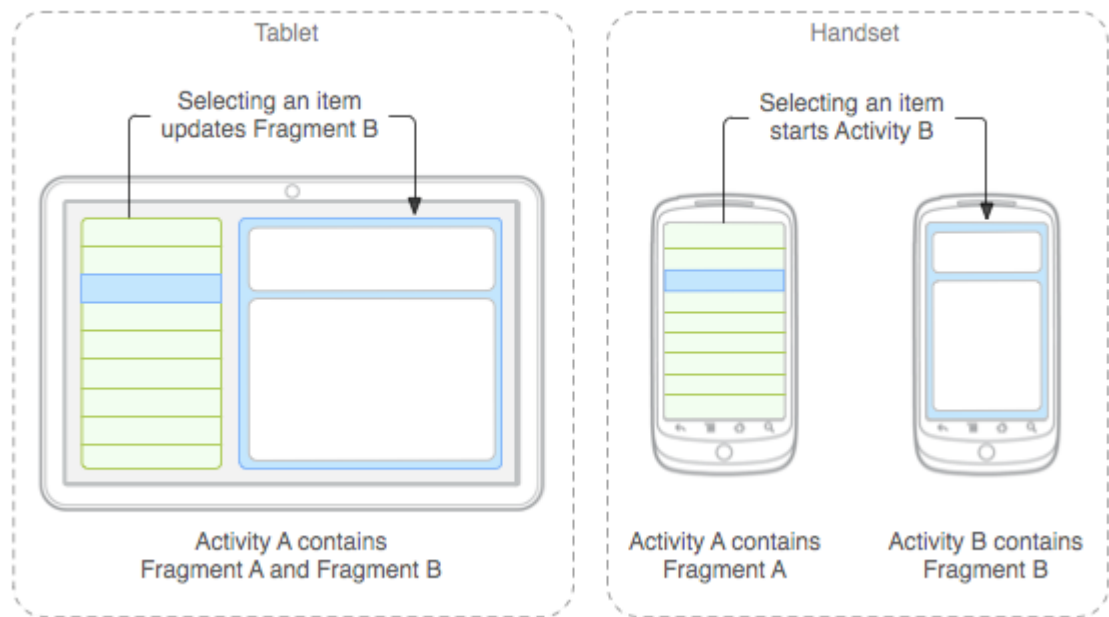 Tablet
Selecting an item
updates Fragment B
Activity A contains
Fragment A and Fragment B
Handset
Selecting an item
starts Activity B
Activity A contains
Fragment A
Activity B contains
Fragment B